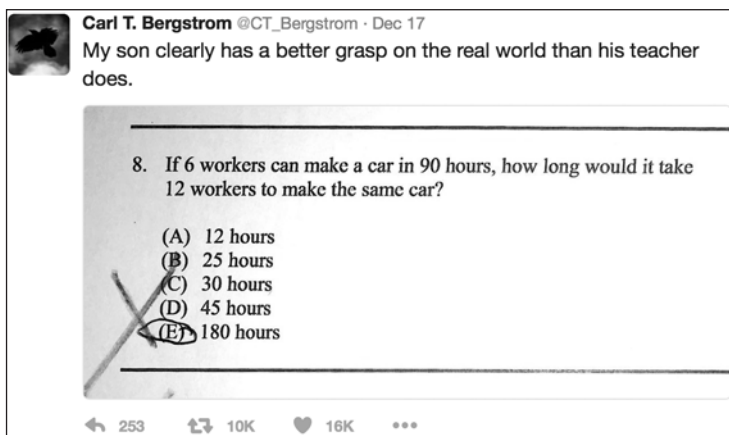 Carl T. Bergstrom @CT_Bergstrom · Dec 17
My son clearly has a better grasp on the real world than his teacher
does.
8. If 6 workers can make a car in 90 hours, how long would it take
12 workers to make the same car?
(A) 12 hours
(B) 25 hours
(C) 30 hours
(D) 45 hours
(E) 180 hours
253 10K 16K